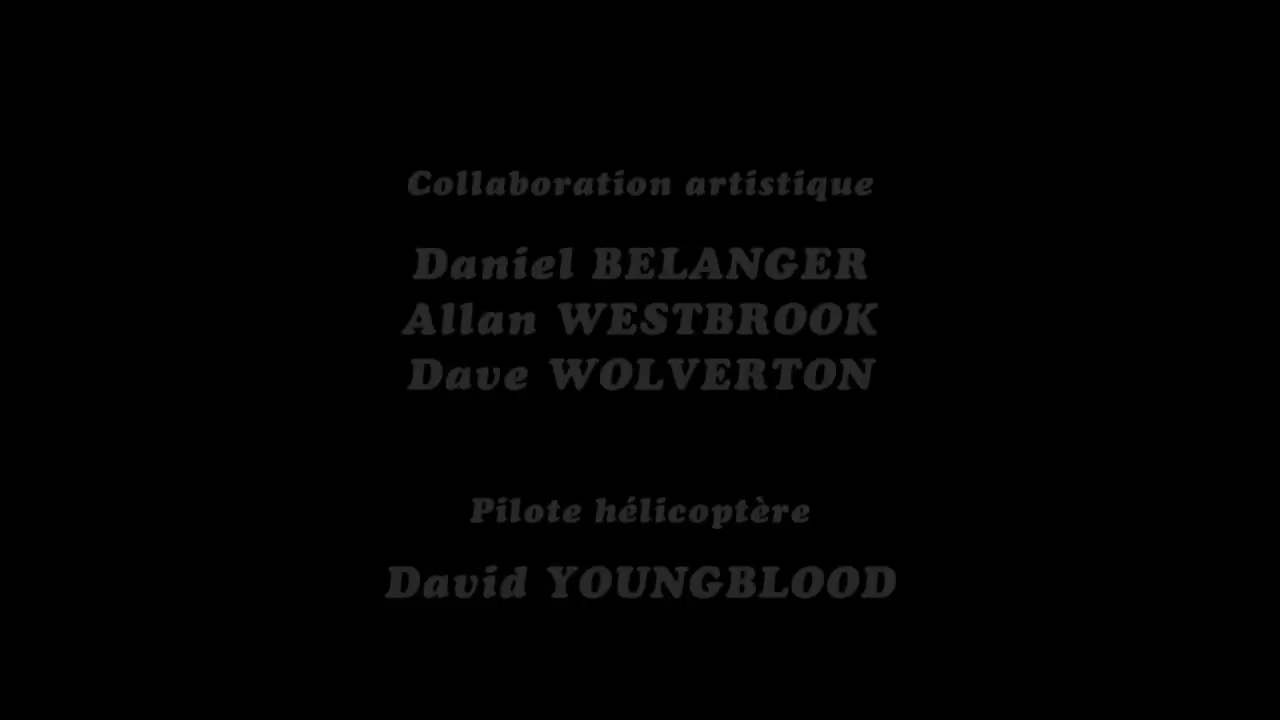 Collaboration artistique
Daniel BELANGER
Allan WESTBROOK
Dave WOLVERTON
Pilote hélicoptère
David YOUNGBLOOD